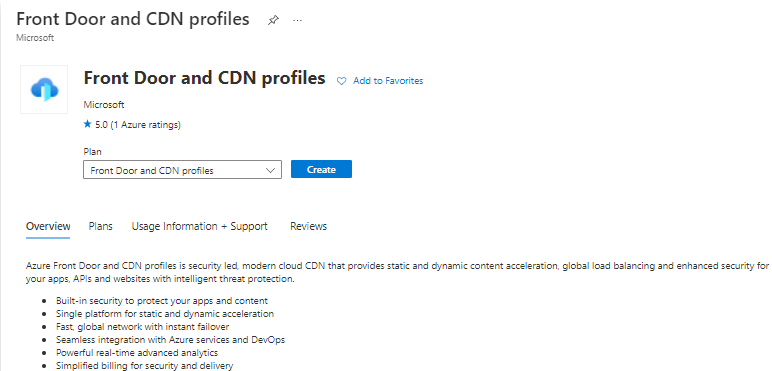 Front Door and CDN profiles
Microsoft
Front Door and CDN profiles
Add to Favorites
Microsoft
5.0 (1 Azure ratings)
Plan
Front Door and CDN profiles
Create
Overview Plans Usage Information + Support Reviews
Azure Front Door and CDN profiles is security led, modern cloud CDN that provides static and dynamic content acceleration, global load balancing and enhanced security for
your apps, APIs and websites with intelligent threat protection.
Built-in security to protect your apps and content
Single platform for static and dynamic acceleration
Fast, global network with instant failover
Seamless integration with Azure services and DevOps
Powerful real-time advanced analytics
Simplified billing for security and delivery